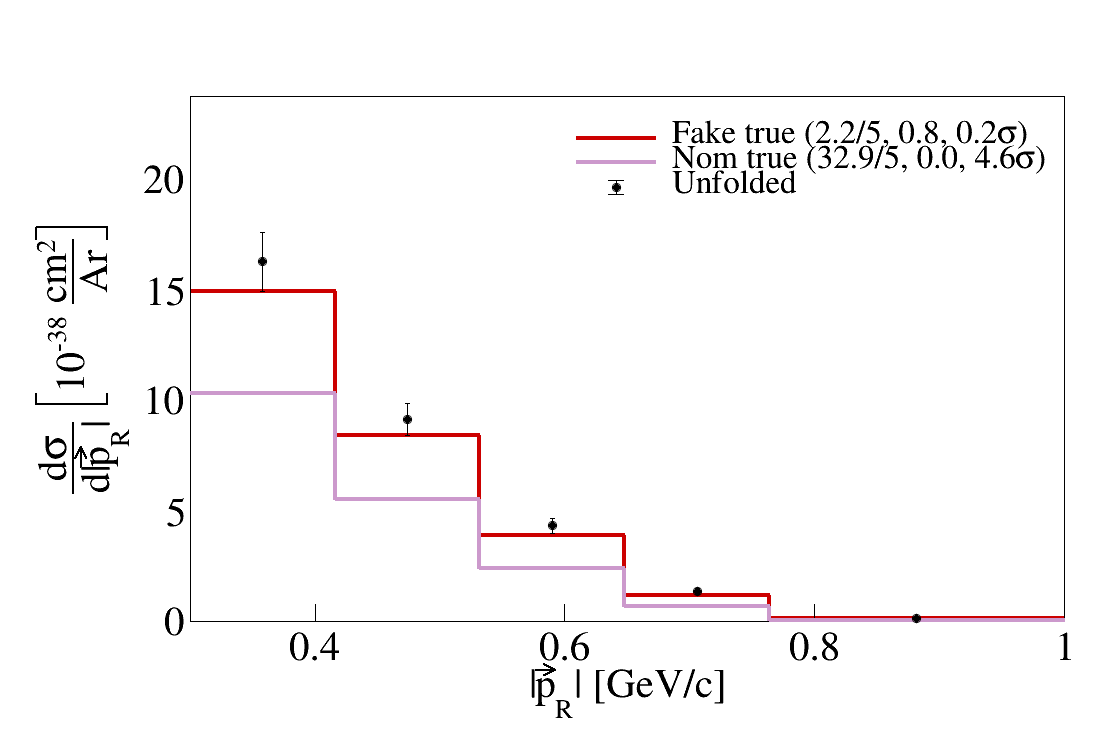 Fake true (2.2/5, 0.8, 0.2σ)
Nom true (32.9/5, 0.0, 4.6σ)
Unfolded
dσ/d|p⃗_R| [10^-38 cm²/Ar]
20
15
10
5
0
0.4 0.6 0.8 1
|p⃗_R| [GeV/c]